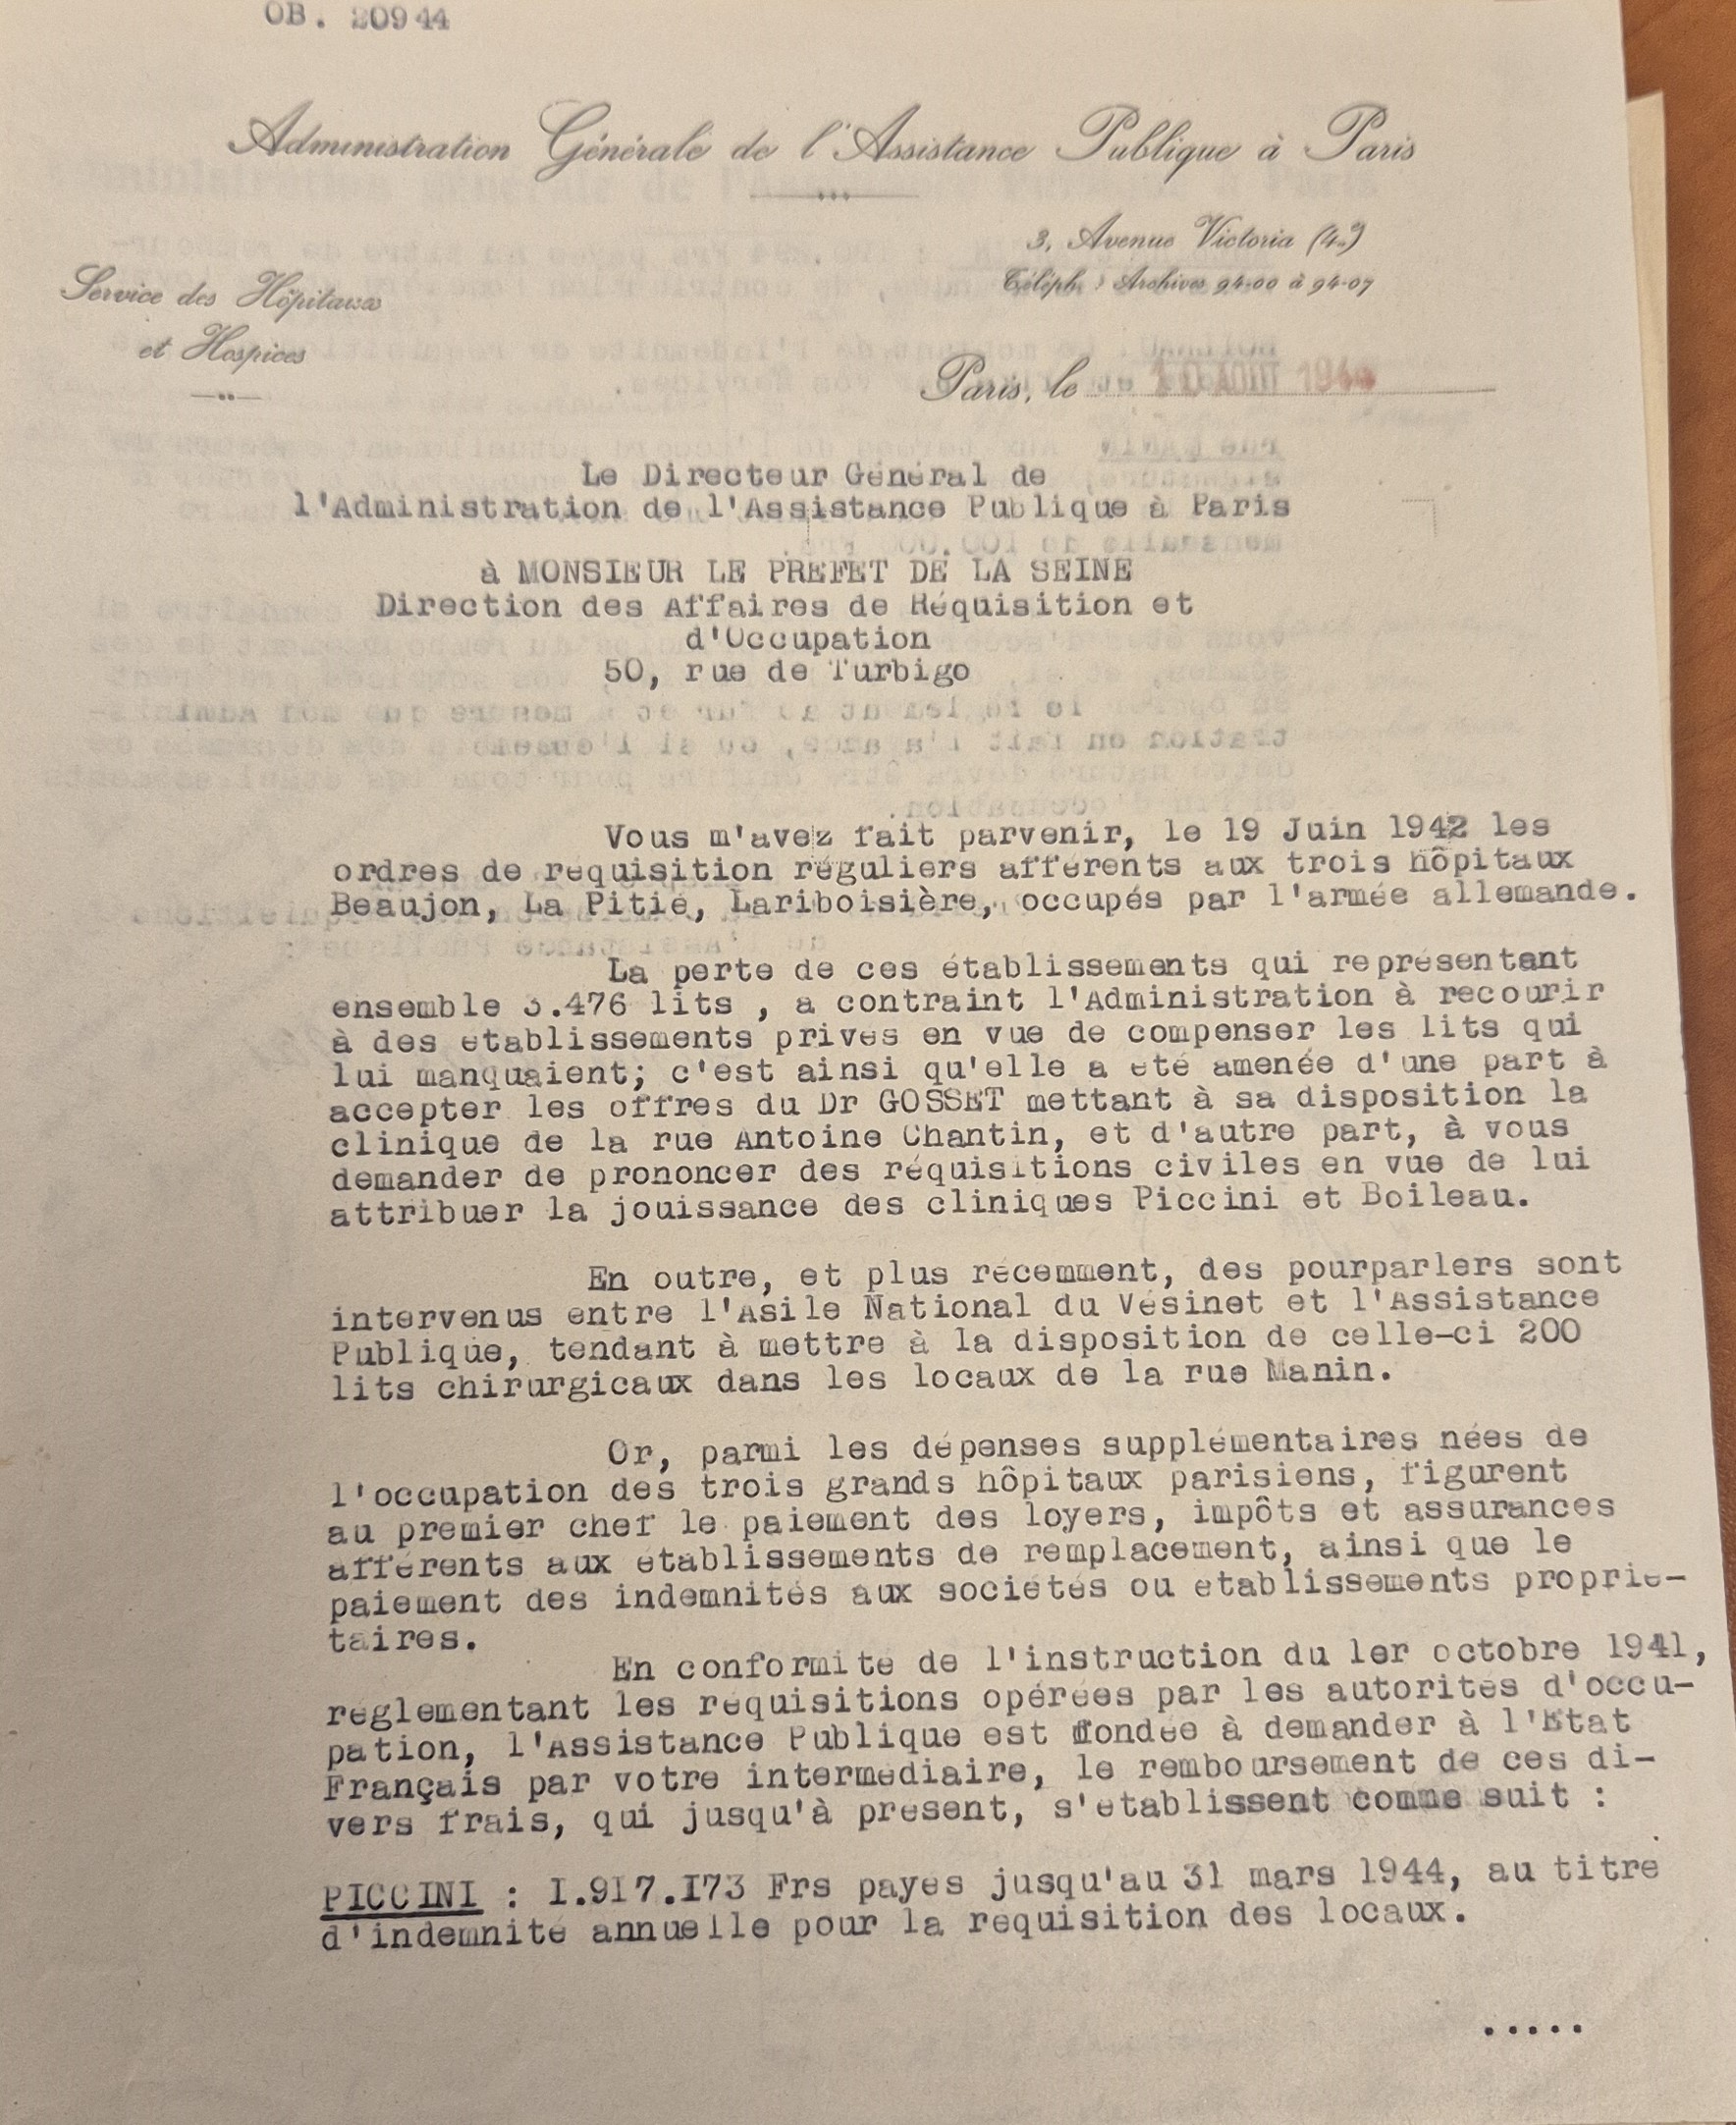 OB. 20944
Administration Générale de l'Assistance Publique à Paris
3, Avenue Victoria (4e)
Téléph : Archives 94-00 à 94-07
Service des Hôpitaux
et Hospices
Paris, le 10 AOUT 1944
Le Directeur Général de
l'Administration de l'Assistance Publique à Paris
à MONSIEUR LE PREFET DE LA SEINE
Direction des Affaires de Réquisition et
d'Occupation
50, rue de Turbigo
Vous m'avez fait parvenir, le 19 Juin 1942 les
ordres de réquisition réguliers afférents aux trois hôpitaux
Beaujon, La Pitié, Lariboisière, occupés par l'armée allemande.
La perte de ces établissements qui représentant
ensemble 3.476 lits , a contraint l'Administration à recourir
à des établissements privés en vue de compenser les lits qui
lui manquaient; c'est ainsi qu'elle a été amenée d'une part à
accepter les offres du Dr GOSSET mettant à sa disposition la
clinique de la rue Antoine Chantin, et d'autre part, à vous
demander de prononcer des réquisitions civiles en vue de lui
attribuer la jouissance des cliniques Piccini et Boileau.
En outre, et plus récemment, des pourparlers sont
intervenus entre l'Asile National du Vésinet et l'Assistance
Publique, tendant à mettre à la disposition de celle-ci 200
lits chirurgicaux dans les locaux de la rue Manin.
Or, parmi les dépenses supplémentaires nées de
l'occupation des trois grands hôpitaux parisiens, figurent
au premier chef le paiement des loyers, impôts et assurances
afférents aux établissements de remplacement, ainsi que le
paiement des indemnités aux sociétés ou établissements proprié-
taires.
En conformité de l'instruction du 1er octobre 1941,
réglementant les réquisitions opérées par les autorités d'occu-
pation, l'Assistance Publique est fondée à demander à l'Etat
Français par votre intermédiaire, le remboursement de ces di-
vers frais, qui jusqu'à présent, s'établissent comme suit :
PICCINI : 1.917.173 Frs payés jusqu'au 31 mars 1944, au titre
d'indemnité annuelle pour la réquisition des locaux.
.....